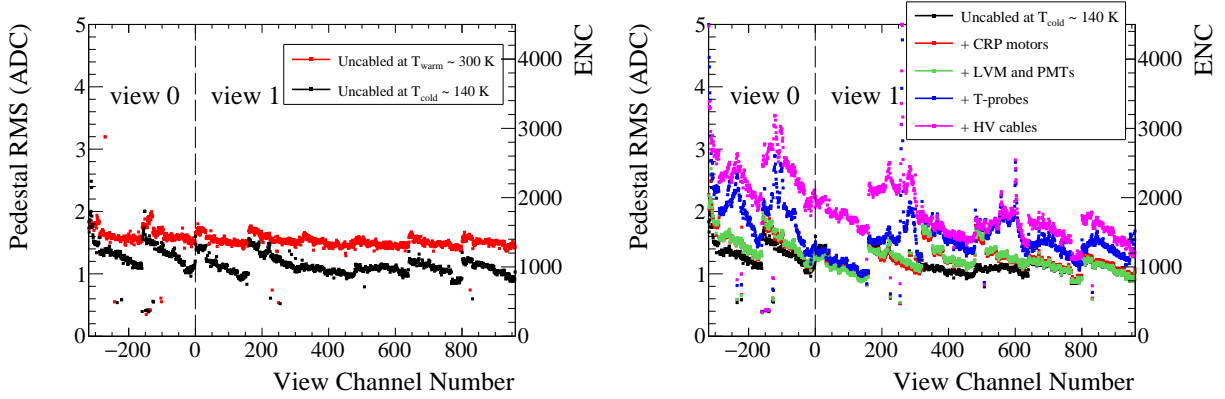 Pedestal RMS (ADC)
5
4
3
2
1
0
view 0
view 1
Uncabled at T_warm ~ 300 K
Uncabled at T_cold ~ 140 K
ENC
4000
3000
2000
1000
0
−200 0 200 400 600 800
View Channel Number
Pedestal RMS (ADC)
5
4
3
2
1
0
view 0
view 1
Uncabled at T_cold ~ 140 K
+ CRP motors
+ LVM and PMTs
+ T-probes
+ HV cables
ENC
4000
3000
2000
1000
0
−200 0 200 400 600 800
View Channel Number